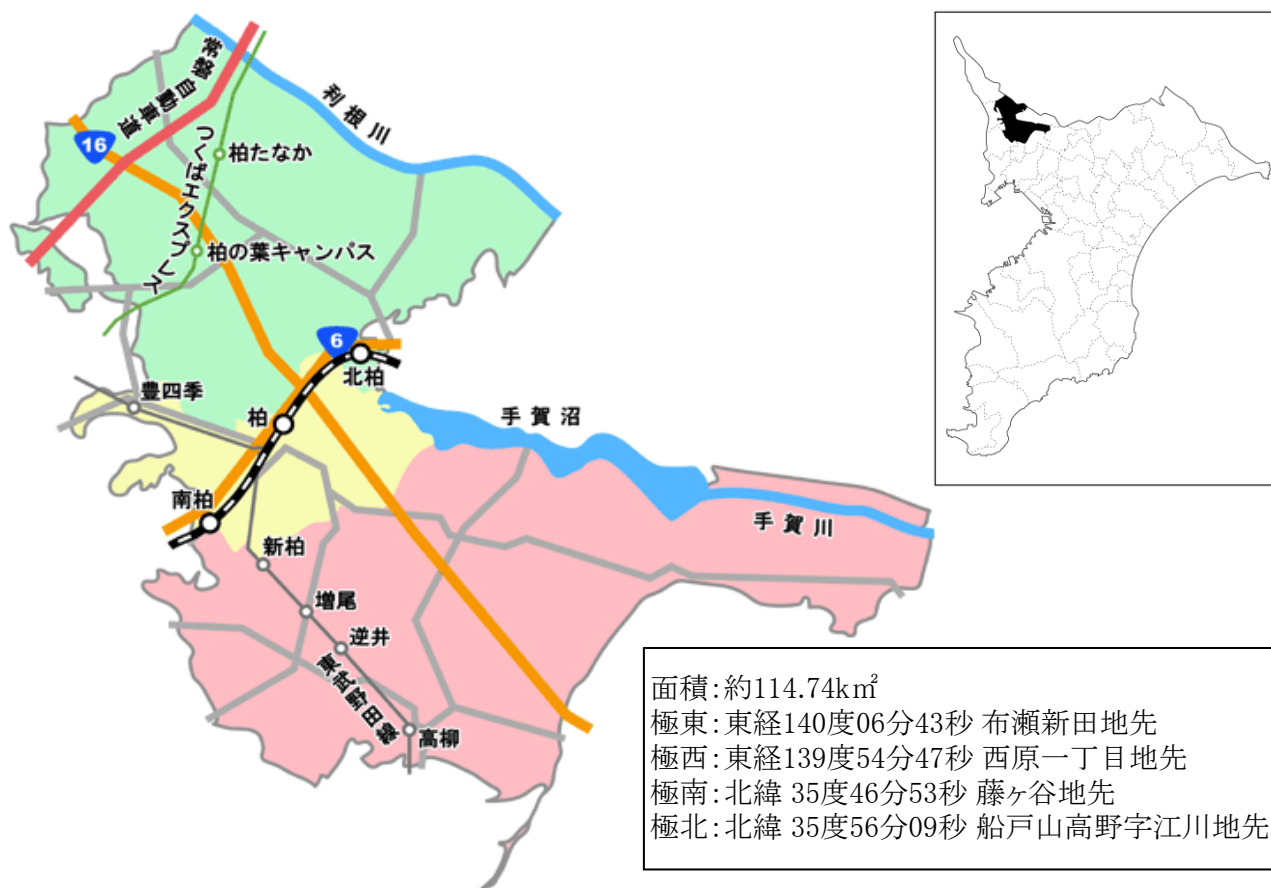 常磐自動車道
利根川
16
つくばエクスプレス
柏たなか
柏の葉キャンパス
6
北柏
豊四季
柏
手賀沼
南柏
手賀川
新柏
増尾
逆井
東武野田線
高柳
面積:約114.74k㎡
極東:東経140度06分43秒 布瀬新田地先
極西:東経139度54分47秒 西原一丁目地先
極南:北緯 35度46分53秒 藤ヶ谷地先
極北:北緯 35度56分09秒 船戸山高野字江川地先